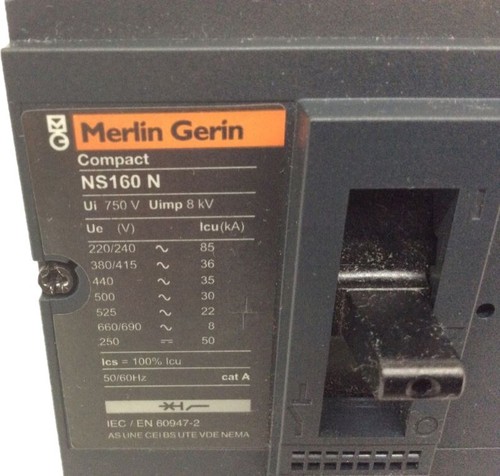 MG Merlin Gerin
Compact
NS160 N
Ui 750 V Uimp 8 kV
Ue (V) Icu (kA)
220/240 ~ 85
380/415 ~ 36
440 ~ 35
500 ~ 30
525 ~ 22
660/690 ~ 8
250 ⎓ 50
Ics = 100% Icu
50/60Hz cat A
IEC / EN 60947-2
AS UNE CEI BS UTE VDE NEMA
I
O